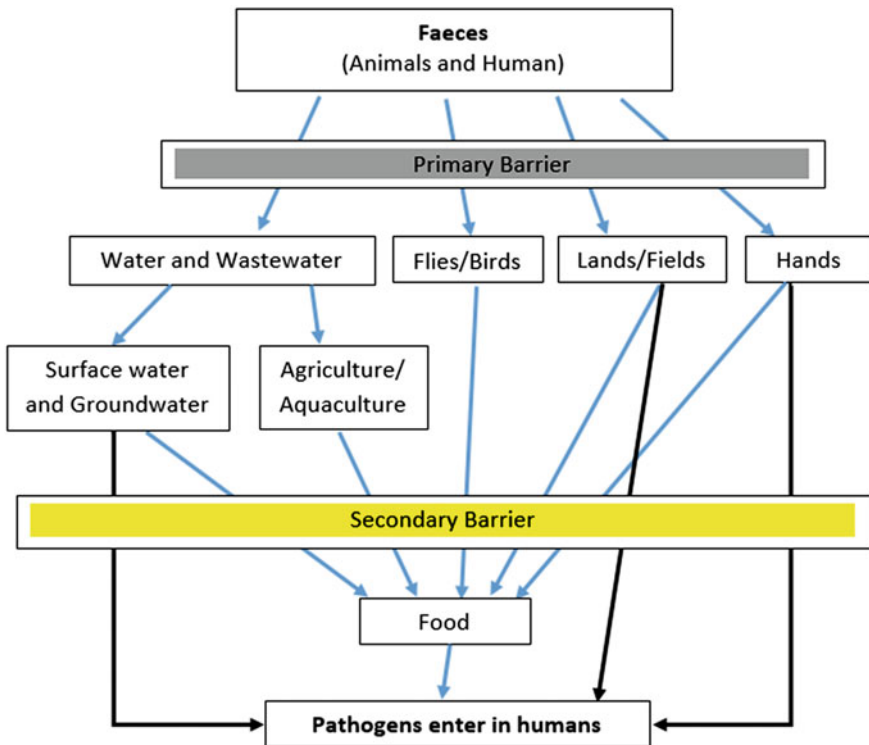 Faeces
(Animals and Human)
Primary Barrier
Water and Wastewater
Flies/Birds
Lands/Fields
Hands
Surface water
and Groundwater
Agriculture/
Aquaculture
Secondary Barrier
Food
Pathogens enter in humans